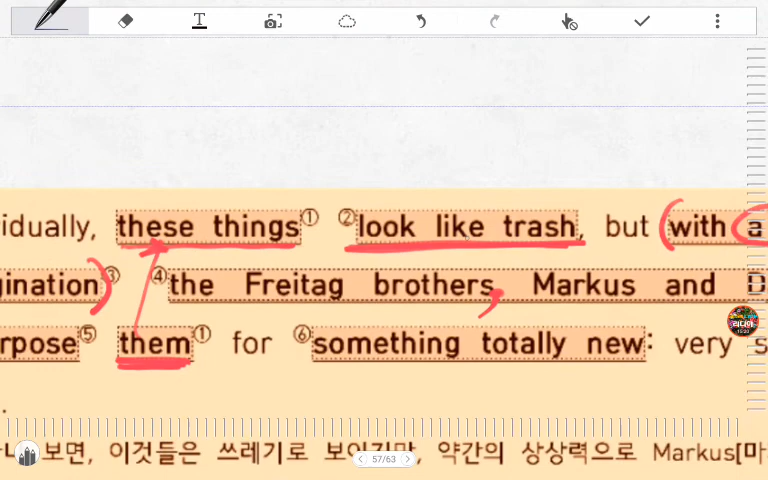 T
idually, these things① ②look like trash, but (with a
gination)③ ④the Freitag brothers, Markus and D
rpose⑤ them① for ⑥something totally new: very s
.
보면, 이것들은 쓰레기로 보이지만, 약간의 상상력으로 Markus[마
57/63